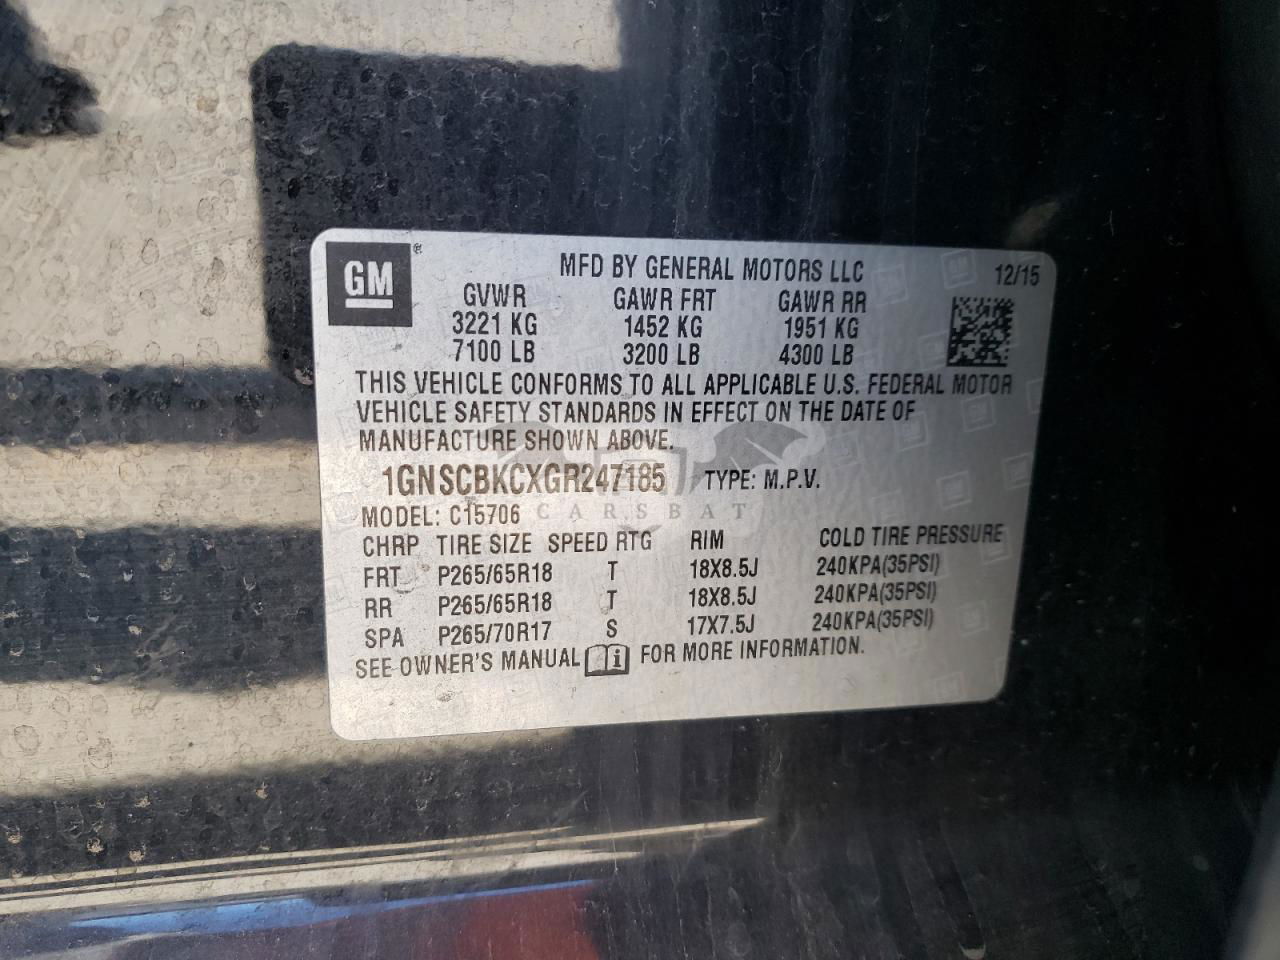 GM
MFD BY GENERAL MOTORS LLC 12/15
GVWR GAWR FRT GAWR RR
3221 KG 1452 KG 1951 KG
7100 LB 3200 LB 4300 LB
THIS VEHICLE CONFORMS TO ALL APPLICABLE U.S. FEDERAL MOTOR
VEHICLE SAFETY STANDARDS IN EFFECT ON THE DATE OF
MANUFACTURE SHOWN ABOVE.
1GNSCBKCXGR247185 TYPE: M.P.V.
CARSBAT
MODEL: C15706
CHRP TIRE SIZE SPEED RTG RIM COLD TIRE PRESSURE
FRT P265/65R18 T 18X8.5J 240KPA(35PSI)
RR P265/65R18 T 18X8.5J 240KPA(35PSI)
SPA P265/70R17 S 17X7.5J 240KPA(35PSI)
SEE OWNER'S MANUAL i FOR MORE INFORMATION.